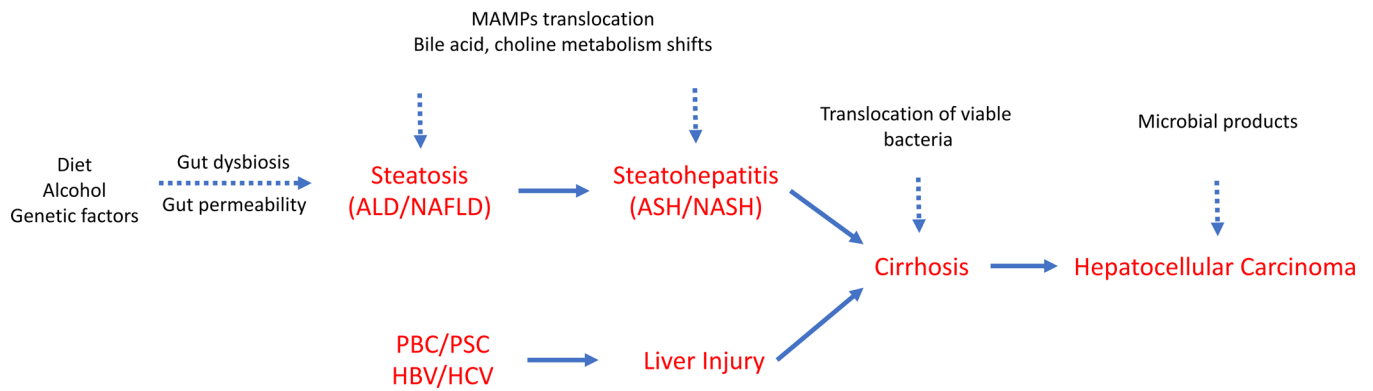 MAMPs translocation
Bile acid, choline metabolism shifts
Translocation of viable
bacteria
Microbial products
Diet
Alcohol
Genetic factors
Gut dysbiosis
Gut permeability
Steatosis
(ALD/NAFLD)
Steatohepatitis
(ASH/NASH)
Cirrhosis
Hepatocellular Carcinoma
PBC/PSC
HBV/HCV
Liver Injury